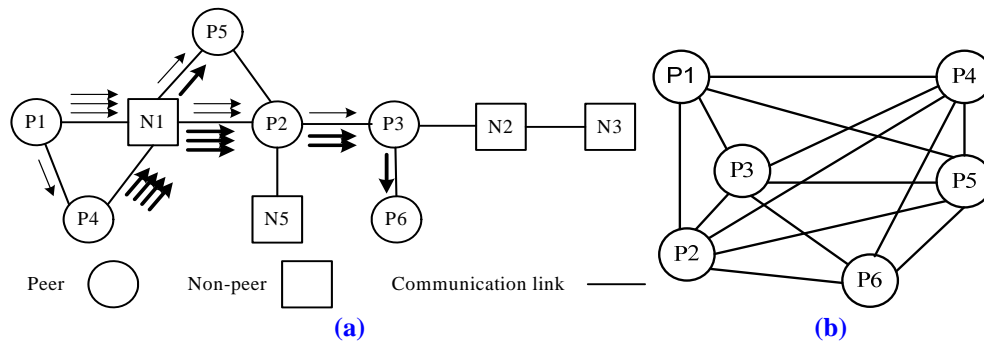 P5
P1
N1
P2
P3
N2
N3
P4
N5
P6
Peer
Non-peer
Communication link
(a)
P1
P4
P3
P5
P2
P6
(b)